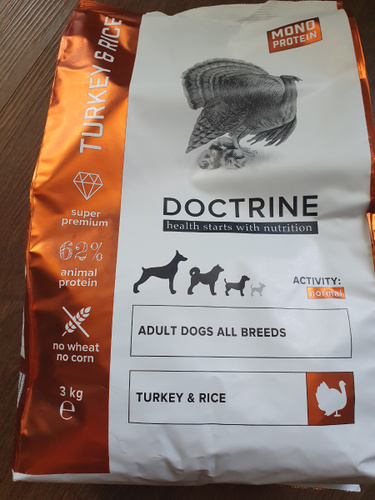 TURKEY & RICE
MONO
PROTEIN
DOCTRINE
health starts with nutrition
super
premium
62%
animal
protein
no wheat
no corn
3 kg
℮
ACTIVITY:
normal
ADULT DOGS ALL BREEDS
TURKEY & RICE